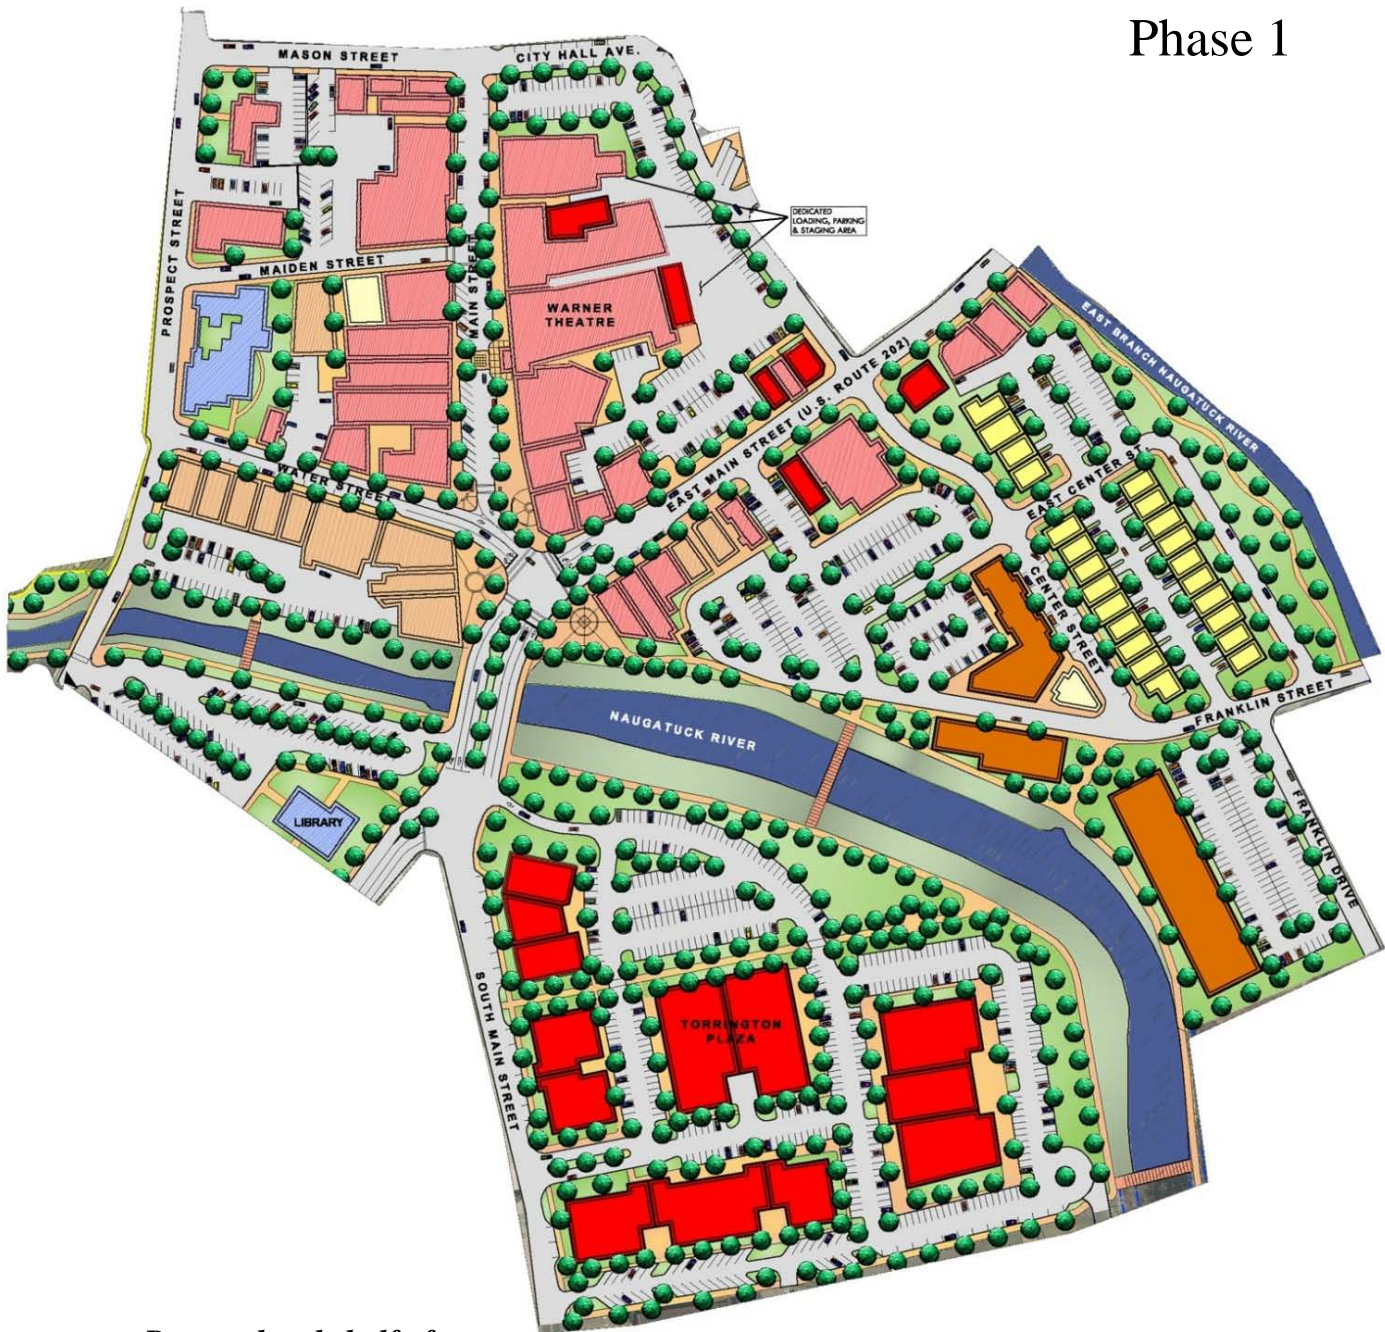 Phase 1
MASON STREET
CITY HALL AVE.
DEDICATED
LOADING, PARKING
& STAGING AREA
PROSPECT STREET
MAIDEN STREET
MAIN STREET
WARNER
THEATRE
EAST BRANCH NAUGATUCK RIVER
EAST MAIN STREET (U.S. ROUTE 202)
WATER STREET
EAST CENTER ST.
CENTER STREET
FRANKLIN STREET
NAUGATUCK RIVER
LIBRARY
FRANKLIN DRIVE
SOUTH MAIN STREET
TORRINGTON
PLAZA